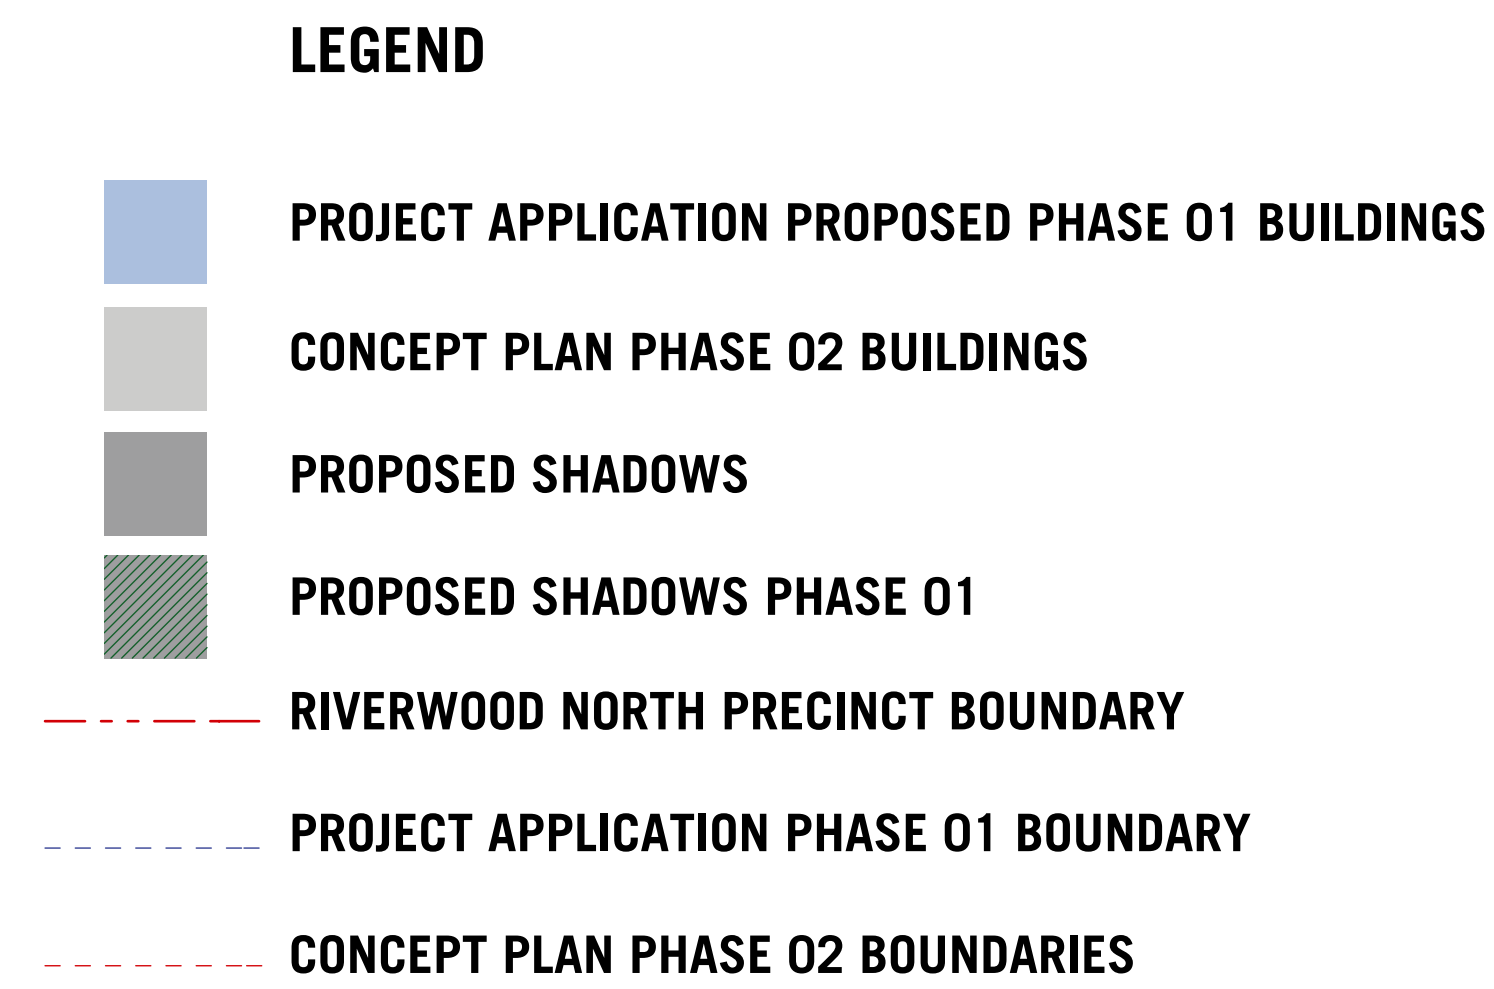 LEGEND
PROJECT APPLICATION PROPOSED PHASE 01 BUILDINGS
CONCEPT PLAN PHASE 02 BUILDINGS
PROPOSED SHADOWS
PROPOSED SHADOWS PHASE 01
RIVERWOOD NORTH PRECINCT BOUNDARY
PROJECT APPLICATION PHASE 01 BOUNDARY
CONCEPT PLAN PHASE 02 BOUNDARIES